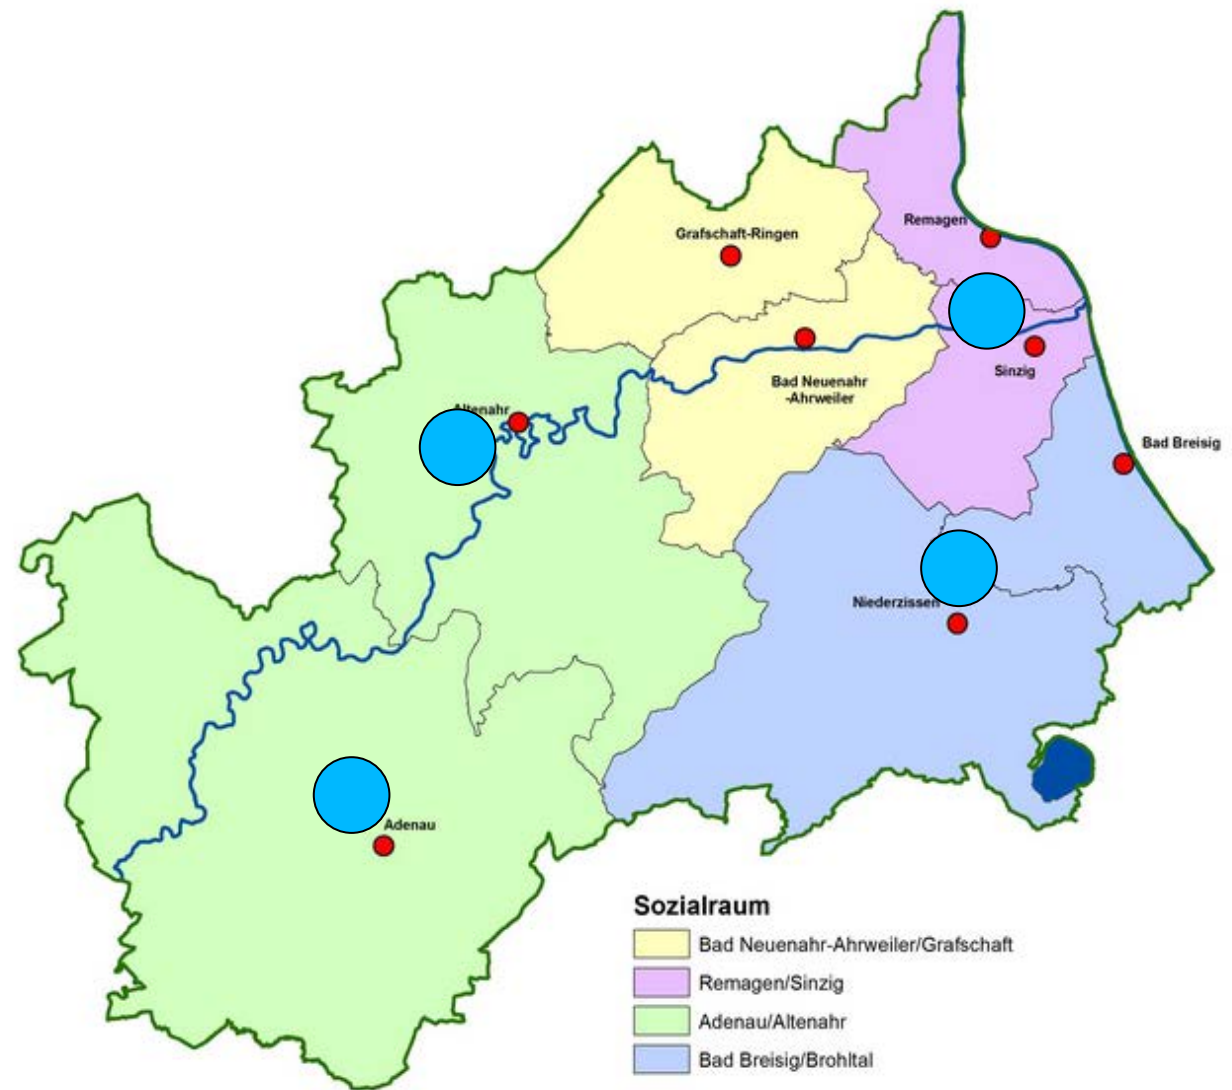 Remagen
Grafschaft-Ringen
Sinzig
Bad Neuenahr
-Ahrweiler
Altenahr
Bad Breisig
Niederzissen
Adenau
Sozialraum
Bad Neuenahr-Ahrweiler/Grafschaft
Remagen/Sinzig
Adenau/Altenahr
Bad Breisig/Brohltal